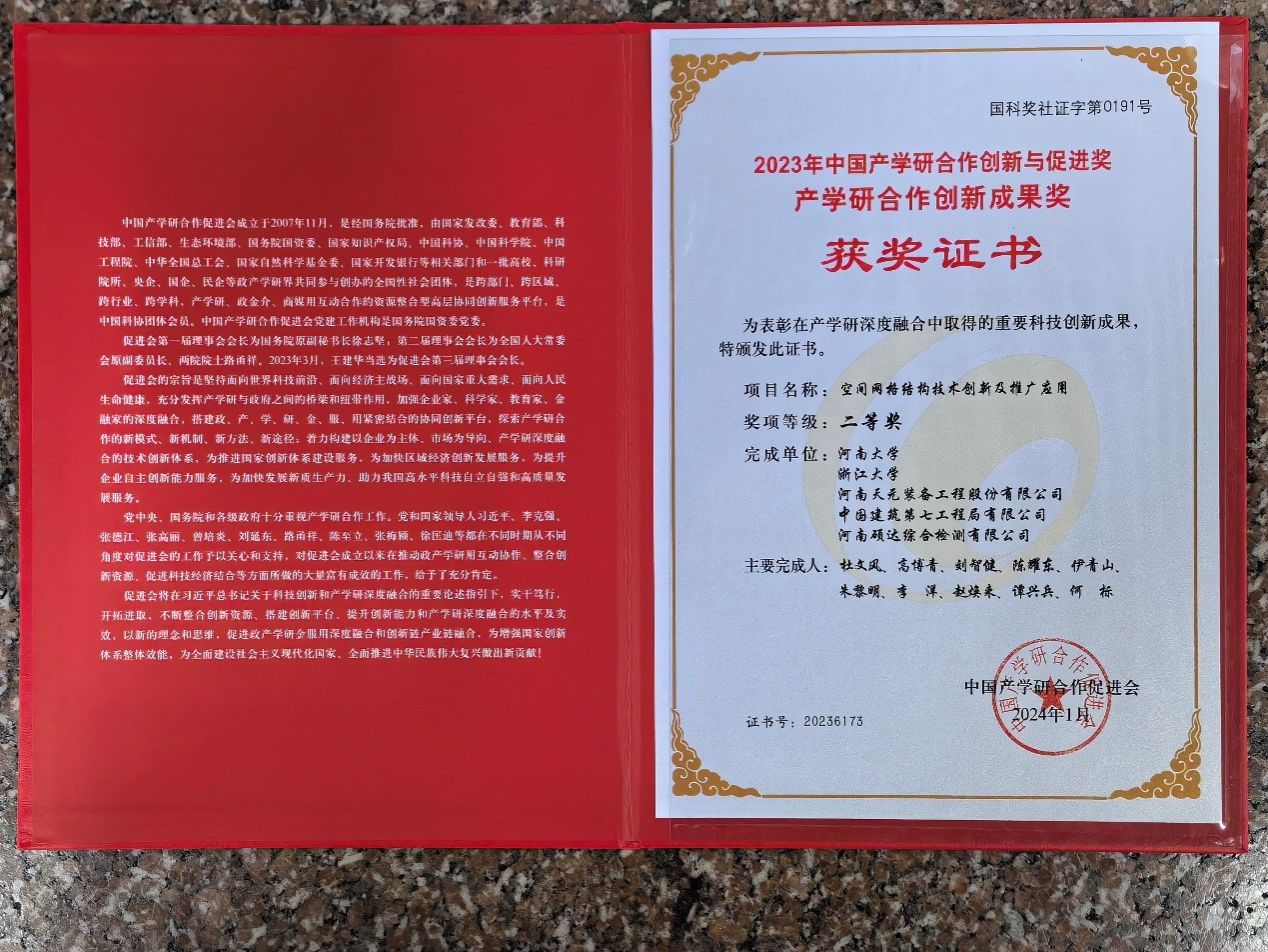 中国产学研合作促进会成立于2007年11月，是经国务院批准，由国家发改委、教育部、科
技部、工信部、生态环境部、国务院国资委、国家知识产权局、中国科协、中国科学院、中国
工程院、中华全国总工会、国家自然科学基金委、国家开发银行等相关部门和一批高校、科研
院所、央企、国企、民企等政产学研界共同参与创办的全国性社会团体，是跨部门、跨区域、
跨行业、跨学科，产学研、政金介、商媒用互动合作的资源整合型高层协同创新服务平台，是
中国科协团体会员。中国产学研合作促进会党建工作机构是国务院国资委党委。
促进会第一届理事会会长为国务院原副秘书长徐志坚；第二届理事会会长为全国人大常委
会原副委员长、两院院士路甬祥。2023年3月，王建华当选为促进会第三届理事会会长。
促进会的宗旨是坚持面向世界科技前沿、面向经济主战场、面向国家重大需求、面向人民
生命健康，充分发挥产学研与政府之间的桥梁和纽带作用，加强企业家、科学家、教育家、金
融家的深度融合，搭建政、产、学、研、金、服、用紧密结合的协同创新平台，探索产学研合
作的新模式、新机制、新方法、新途径；着力构建以企业为主体、市场为导向、产学研深度融
合的技术创新体系，为推进国家创新体系建设服务，为加快区域经济创新发展服务，为提升
企业自主创新能力服务，为加快发展新质生产力、助力我国高水平科技自立自强和高质量发
展服务。
党中央、国务院和各级政府十分重视产学研合作工作。党和国家领导人习近平、李克强、
张德江、张高丽、曾培炎、刘延东、路甬祥、陈至立、张梅颖、徐匡迪等都在不同时期从不同
角度对促进会的工作予以关心和支持，对促进会成立以来在推动政产学研用互动协作、整合创
新资源、促进科技经济结合等方面所做的大量富有成效的工作，给予了充分肯定。
促进会将在习近平总书记关于科技创新和产学研深度融合的重要论述指引下，实干笃行，
开拓进取，不断整合创新资源、搭建创新平台、提升创新能力和产学研深度融合的水平及实
效，以新的理念和思维，促进政产学研金服用深度融合和创新链产业链融合，为增强国家创新
体系整体效能，为全面建设社会主义现代化国家、全面推进中华民族伟大复兴做出新贡献！
国科奖社证字第0191号
2023年中国产学研合作创新与促进奖
产学研合作创新成果奖
获奖证书
为表彰在产学研深度融合中取得的重要科技创新成果，
特颁发此证书。
项目名称：空间网格结构技术创新及推广应用
奖项等级：二等奖
完成单位：河南大学
浙江大学
河南天元装备工程股份有限公司
中国建筑第七工程局有限公司
河南硕达综合检测有限公司
主要完成人：杜文风、高博青、刘智健、陈耀东、伊青山、
朱黎明、李　洋、赵焕来、谭兴兵、何　标
中国产学研合作促进会
中国产学研合作促进会
2024年1月
证书号：20236173